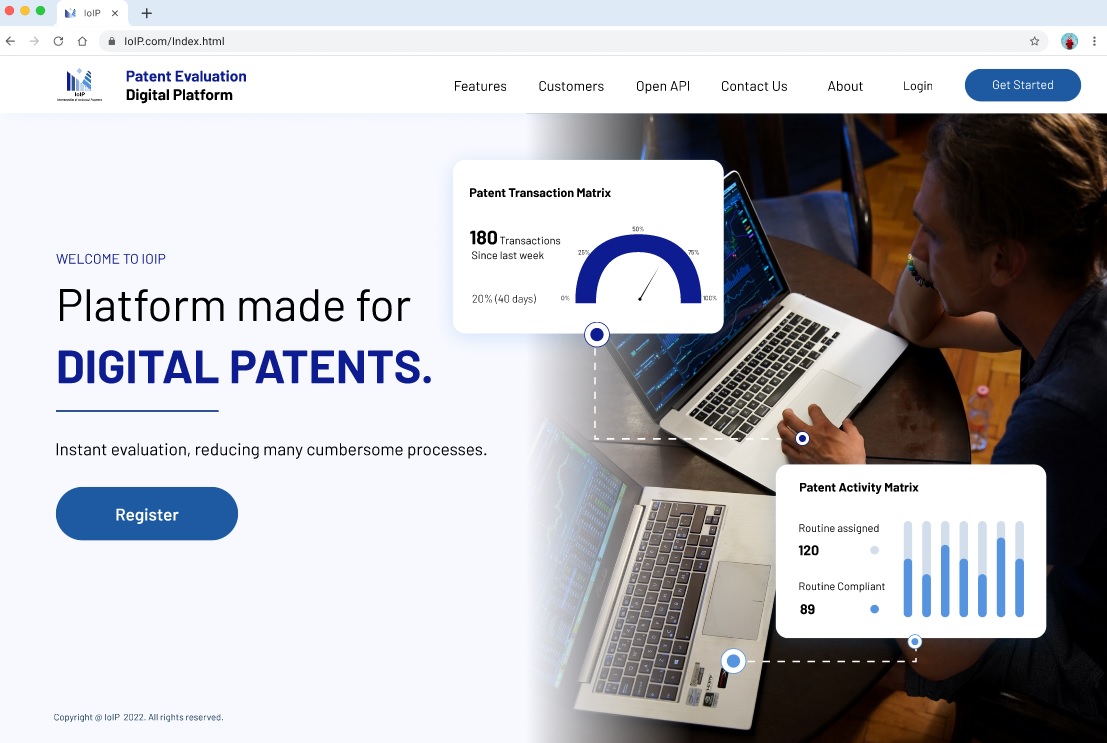 IoIP
IoIP.com/Index.html
IoIP
Patent Evaluation
Digital Platform
Features
Customers
Open API
Contact Us
About
Login
Get Started
WELCOME TO IOIP
Platform made for
DIGITAL PATENTS.
Instant evaluation, reducing many cumbersome processes.
Register
Patent Transaction Matrix
180 Transactions
Since last week
20% (40 days)
0%
25%
50%
75%
100%
Patent Activity Matrix
Routine assigned
120
Routine Compliant
89
Copyright @ IoIP 2022. All rights reserved.